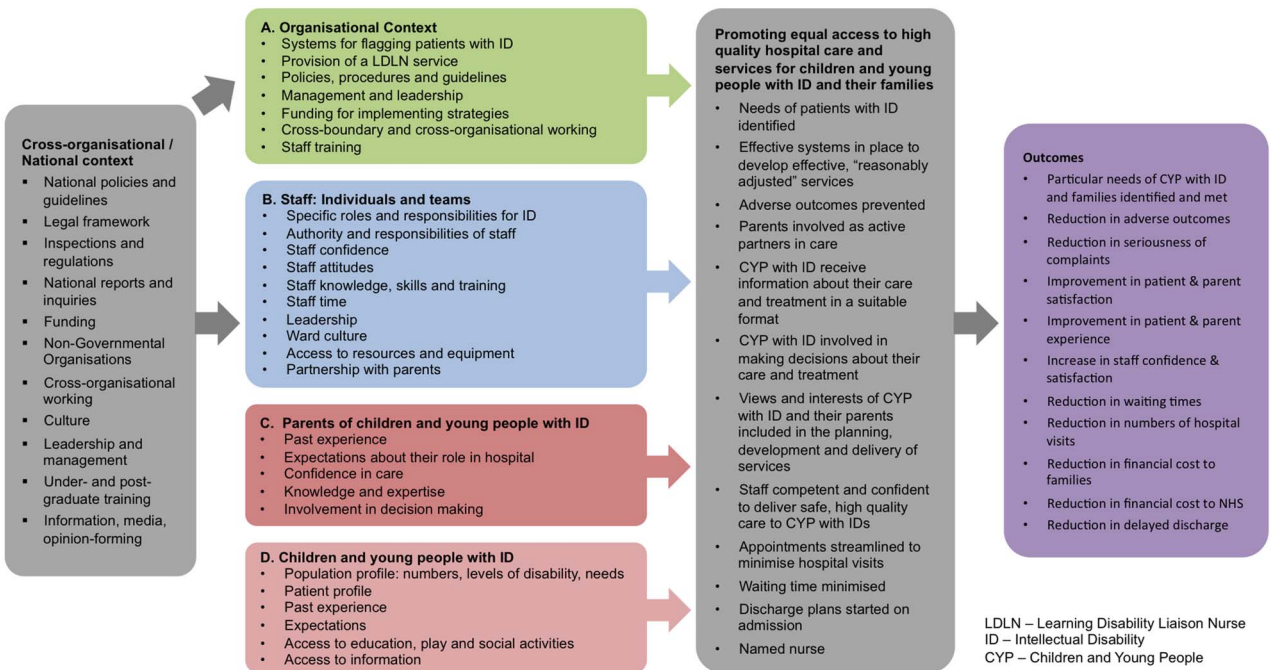 Cross-organisational /
National context
▪ National policies and
guidelines
▪ Legal framework
▪ Inspections and
regulations
▪ National reports and
inquiries
▪ Funding
▪ Non-Governmental
Organisations
▪ Cross-organisational
working
▪ Culture
▪ Leadership and
management
▪ Under- and post-
graduate training
▪ Information, media,
opinion-forming
A. Organisational Context
• Systems for flagging patients with ID
• Provision of a LDLN service
• Policies, procedures and guidelines
• Management and leadership
• Funding for implementing strategies
• Cross-boundary and cross-organisational working
• Staff training
B. Staff: Individuals and teams
• Specific roles and responsibilities for ID
• Authority and responsibilities of staff
• Staff confidence
• Staff attitudes
• Staff knowledge, skills and training
• Staff time
• Leadership
• Ward culture
• Access to resources and equipment
• Partnership with parents
C. Parents of children and young people with ID
• Past experience
• Expectations about their role in hospital
• Confidence in care
• Knowledge and expertise
• Involvement in decision making
D. Children and young people with ID
• Population profile: numbers, levels of disability, needs
• Patient profile
• Past experience
• Expectations
• Access to education, play and social activities
• Access to information
Promoting equal access to high
quality hospital care and
services for children and young
people with ID and their families
• Needs of patients with ID
identified
• Effective systems in place to
develop effective, “reasonably
adjusted” services
• Adverse outcomes prevented
• Parents involved as active
partners in care
• CYP with ID receive
information about their care
and treatment in a suitable
format
• CYP with ID involved in
making decisions about their
care and treatment
• Views and interests of CYP
with ID and their parents
included in the planning,
development and delivery of
services
• Staff competent and confident
to deliver safe, high quality
care to CYP with IDs
• Appointments streamlined to
minimise hospital visits
• Waiting time minimised
• Discharge plans started on
admission
• Named nurse
Outcomes
• Particular needs of CYP with ID
and families identified and met
• Reduction in adverse outcomes
• Reduction in seriousness of
complaints
• Improvement in patient & parent
satisfaction
• Improvement in patient & parent
experience
• Increase in staff confidence &
satisfaction
• Reduction in waiting times
• Reduction in numbers of hospital
visits
• Reduction in financial cost to
families
• Reduction in financial cost to NHS
• Reduction in delayed discharge
LDLN – Learning Disability Liaison Nurse
ID – Intellectual Disability
CYP – Children and Young People